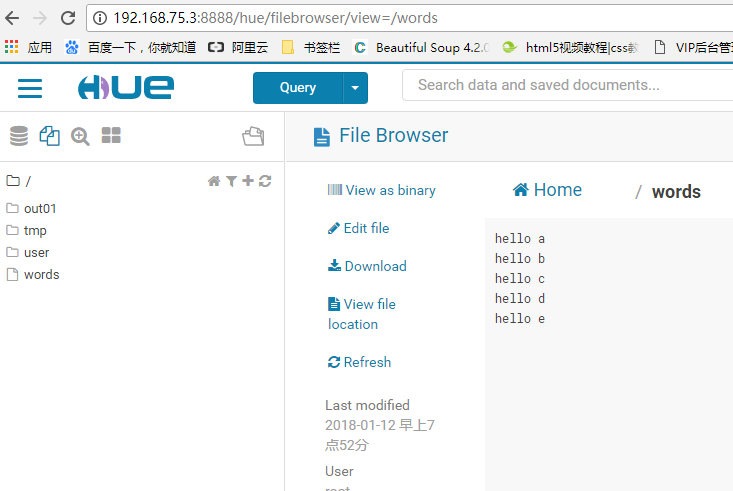 192.168.75.3:8888/hue/filebrowser/view=/words
应用 百度一下，你就知道 阿里云 书签栏 Beautiful Soup 4.2.0 html5视频教程|css教 VIP后台管理
HUE
Query
Search data and saved documents...
File Browser
/
out01
tmp
user
words
View as binary
Edit file
Download
View file
location
Refresh
Last modified
2018-01-12 早上7
点52分
User
root
Home / words
hello a
hello b
hello c
hello d
hello e